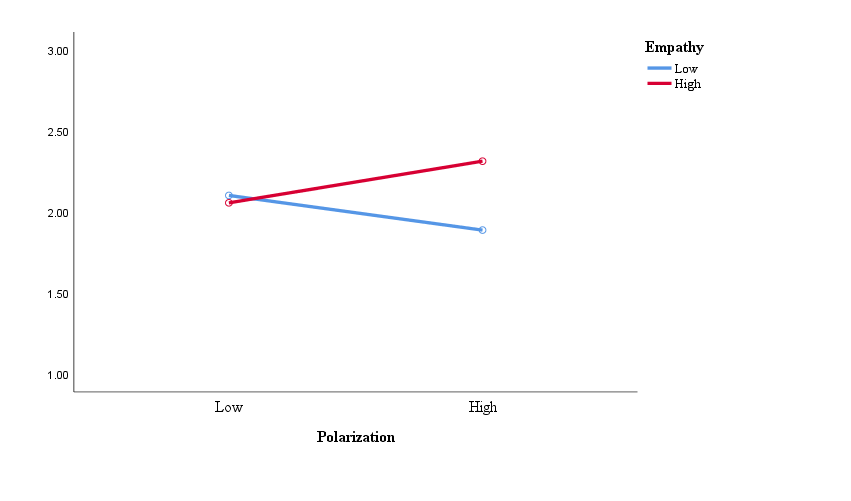 3.00
2.50
2.00
1.50
1.00
Low
High
Polarization
Empathy
Low
High